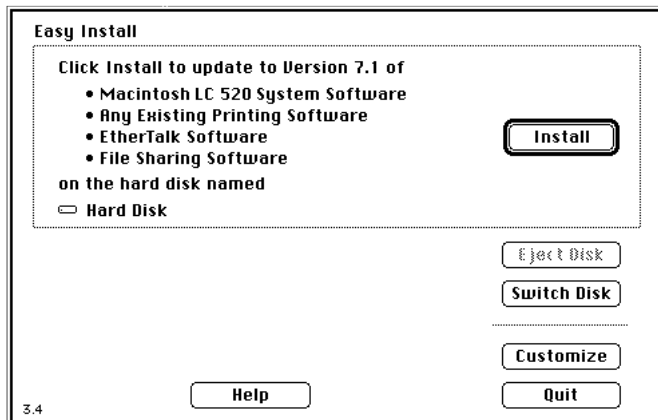 Easy Install
Click Install to update to Version 7.1 of
• Macintosh LC 520 System Software
• Any Existing Printing Software
• EtherTalk Software
• File Sharing Software
Install
on the hard disk named
Hard Disk
Eject Disk
Switch Disk
Customize
Help
Quit
3.4